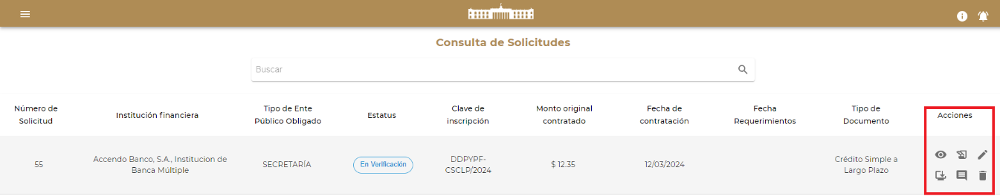 Consulta de Solicitudes
Buscar
Número de
Solicitud
Institución financiera
Tipo de Ente
Público Obligado
Estatus
Clave de
inscripción
Monto original
contratado
Fecha de
contratación
Fecha
Requerimientos
Tipo de
Documento
Acciones
55
Accendo Banco, S.A., Institucion de
Banca Múltiple
SECRETARÍA
En Verificación
DDPYPF-
CSCLP/2024
$ 12.35
12/03/2024
Crédito Simple a
Largo Plazo